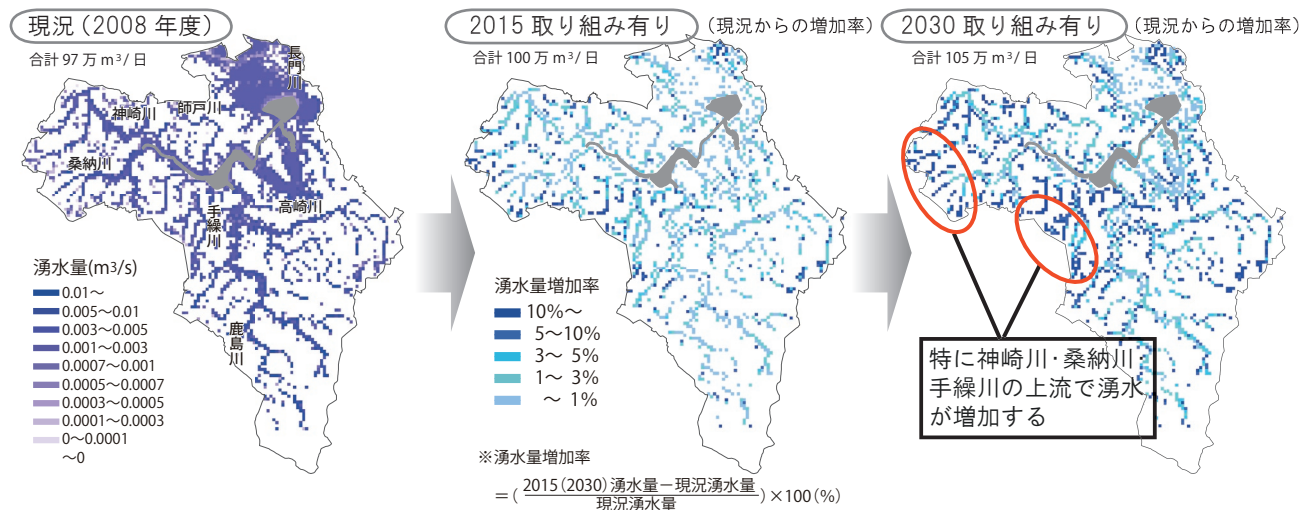 現況(2008 年度)
合計 97 万 m³/ 日
長門川
師戸川
神崎川
桑納川
高崎川
手繰川
鹿島川
湧水量(m³/s)
0.01〜
0.005〜0.01
0.003〜0.005
0.001〜0.003
0.0007〜0.001
0.0005〜0.0007
0.0003〜0.0005
0.0001〜0.0003
0〜0.0001
〜0
2015 取り組み有り
(現況からの増加率)
合計 100 万 m³/ 日
湧水量増加率
10%〜
5〜10%
3〜 5%
1〜 3%
〜 1%
※湧水量増加率
=( 2015(2030)湧水量−現況湧水量
現況湧水量
)×100(%)
2030 取り組み有り
(現況からの増加率)
合計 105 万 m³/ 日
特に神崎川・桑納川・
手繰川の上流で湧水
が増加する